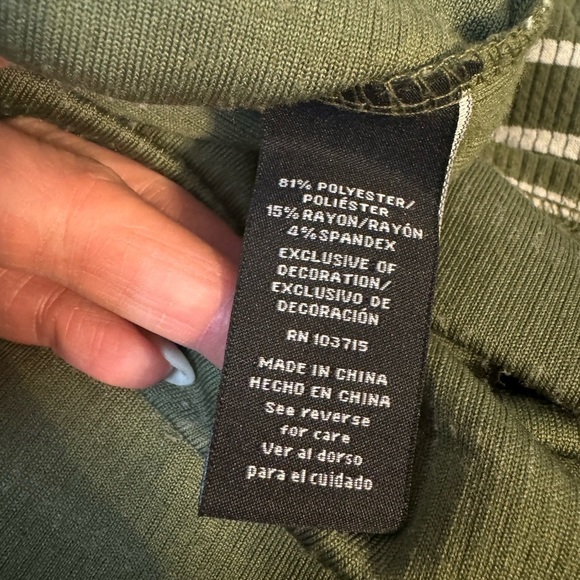 81% POLYESTER/
POLIÉSTER
15% RAYON/RAYÓN
4% SPANDEX
EXCLUSIVE OF
DECORATION/
EXCLUSIVO DE
DECORACIÓN
RN 103715
MADE IN CHINA
HECHO EN CHINA
See reverse
for care
Ver al dorso
para el cuidado